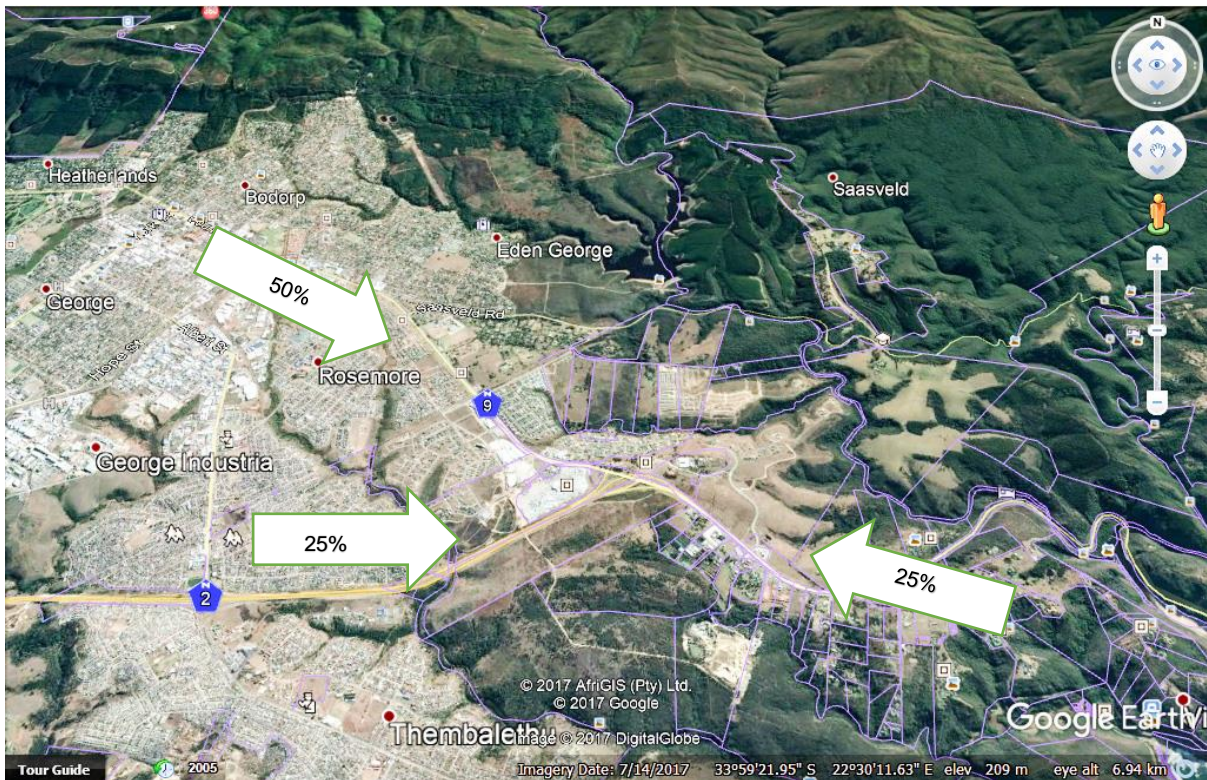 N
Heatherlands
Bodorp
Saasveld
Eden George
50%
George
Saasveld Rd
Albert St
Hope St
Rosemore
9
George Industria
25%
25%
2
© 2017 AfriGIS (Pty) Ltd.
© 2017 Google
Thembalethu
Image © 2017 DigitalGlobe
Google Earth
Tour Guide
2005
Imagery Date: 7/14/2017 33°59'21.95" S 22°30'11.63" E elev 209 m eye alt 6.94 km